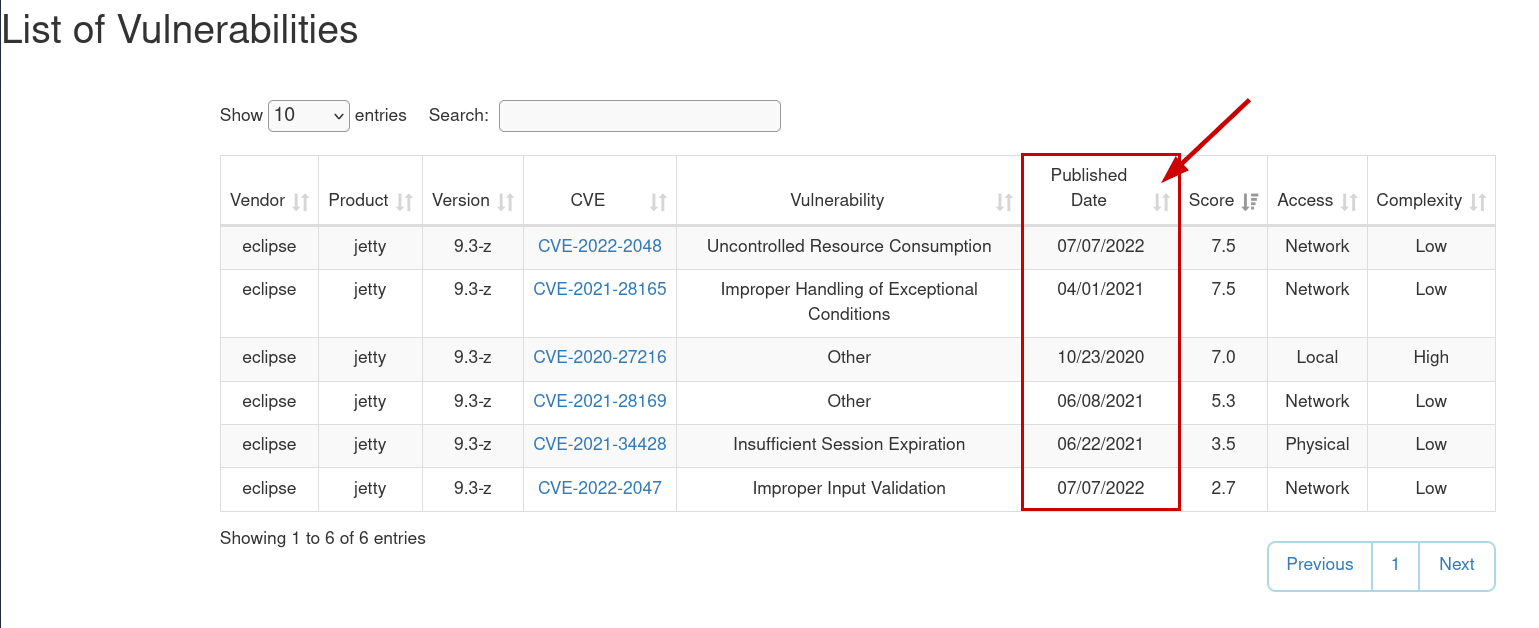 List of Vulnerabilities
Show 10 entries Search:
Vendor Product Version CVE Vulnerability Published Date Score Access Complexity
eclipse jetty 9.3-z CVE-2022-2048 Uncontrolled Resource Consumption 07/07/2022 7.5 Network Low
eclipse jetty 9.3-z CVE-2021-28165 Improper Handling of Exceptional 04/01/2021 7.5 Network Low
Conditions
eclipse jetty 9.3-z CVE-2020-27216 Other 10/23/2020 7.0 Local High
eclipse jetty 9.3-z CVE-2021-28169 Other 06/08/2021 5.3 Network Low
eclipse jetty 9.3-z CVE-2021-34428 Insufficient Session Expiration 06/22/2021 3.5 Physical Low
eclipse jetty 9.3-z CVE-2022-2047 Improper Input Validation 07/07/2022 2.7 Network Low
Showing 1 to 6 of 6 entries
Previous 1 Next